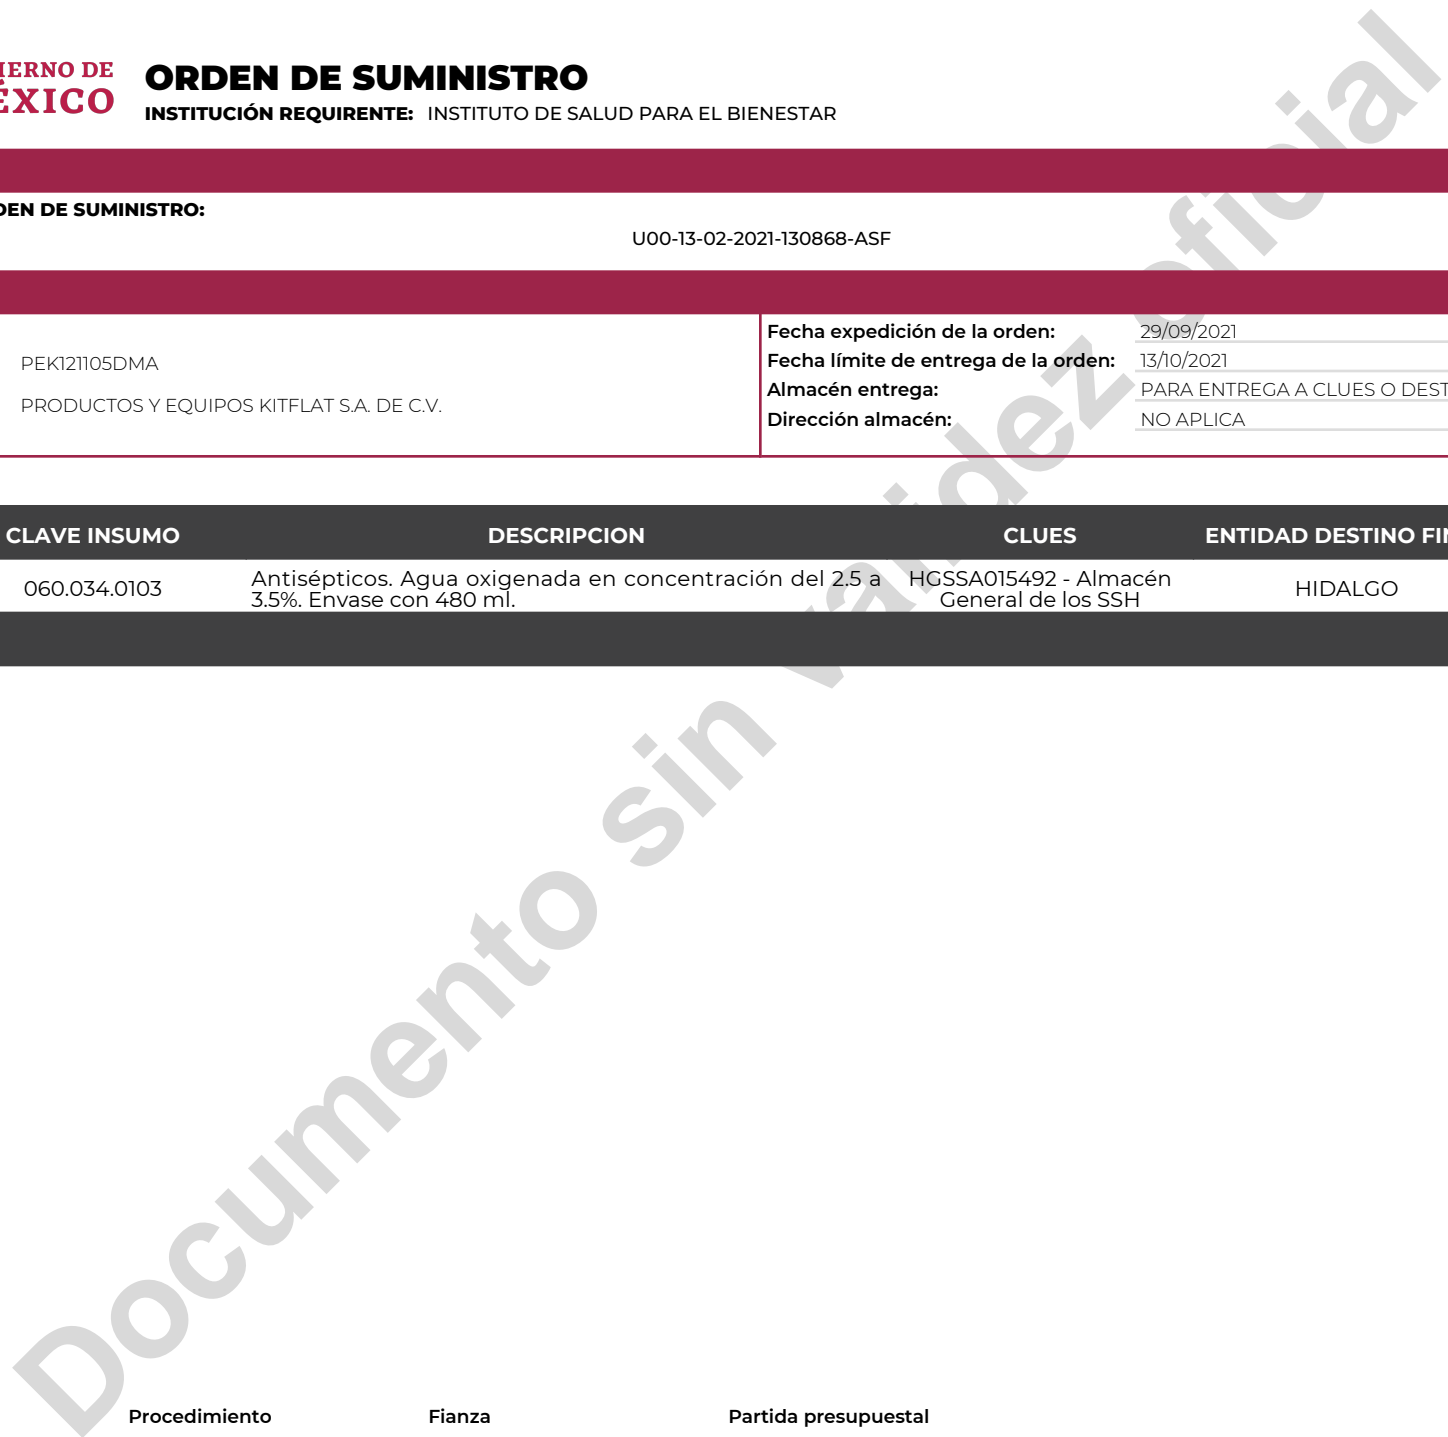 IERNO DE
ÉXICO
ORDEN DE SUMINISTRO
INSTITUCIÓN REQUIRENTE: INSTITUTO DE SALUD PARA EL BIENESTAR
DEN DE SUMINISTRO:
U00-13-02-2021-130868-ASF
PEK121105DMA
PRODUCTOS Y EQUIPOS KITFLAT S.A. DE C.V.
Fecha expedición de la orden: 29/09/2021
Fecha límite de entrega de la orden: 13/10/2021
Almacén entrega: PARA ENTREGA A CLUES O DEST
Dirección almacén: NO APLICA
CLAVE INSUMO DESCRIPCION CLUES ENTIDAD DESTINO FIN
060.034.0103
Antisépticos. Agua oxigenada en concentración del 2.5 a
3.5%. Envase con 480 ml.
HGSSA015492 - Almacén
General de los SSH
HIDALGO
Documento sin validez oficial
Procedimiento Fianza Partida presupuestal